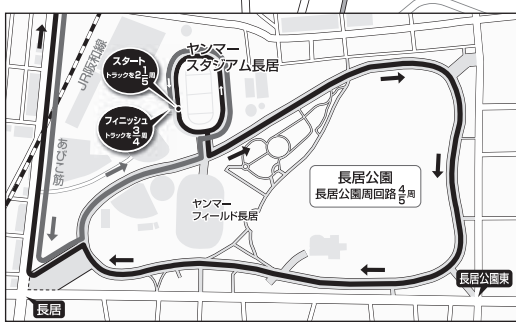 スタート
トラックを2 1/5周
フィニッシュ
トラックを3/4周
ヤンマー
スタジアム長居
JR阪和線
あびこ筋
ヤンマー
フィールド長居
長居公園
長居公園周回路4/5周
長居公園東
長居